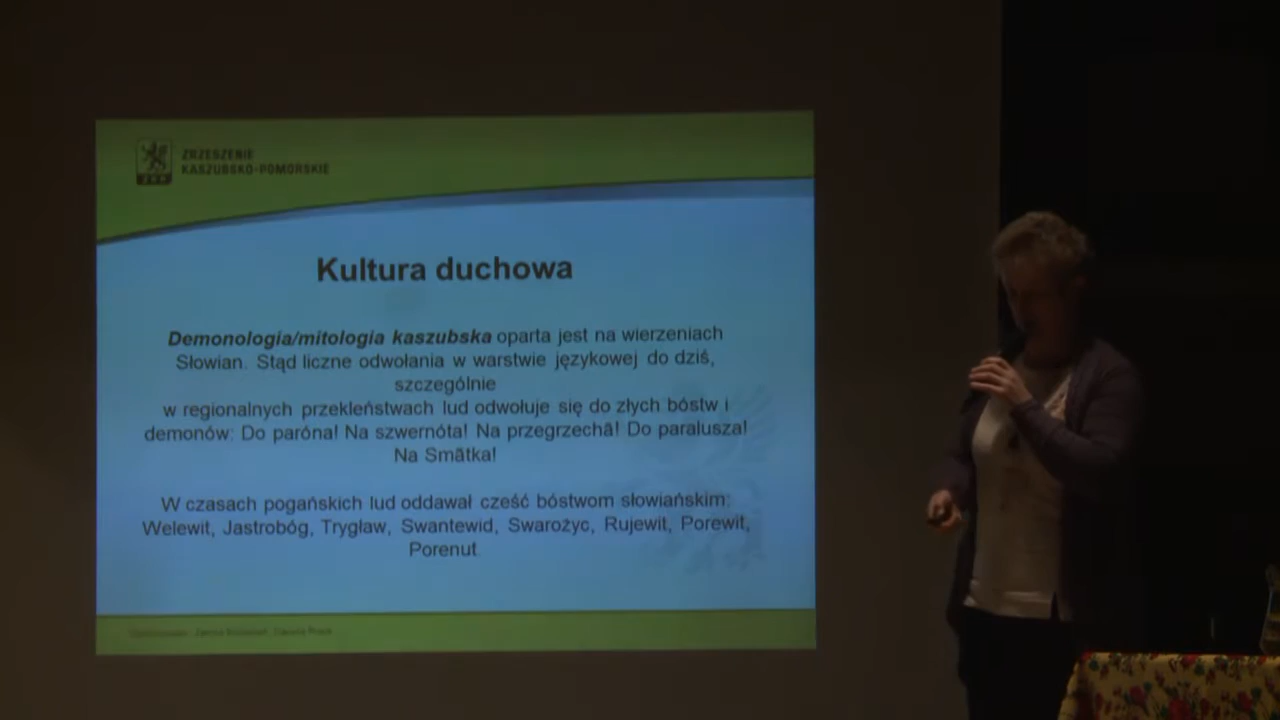 ZRZESZENIE
KASZUBSKO-POMORSKIE
Kultura duchowa
Demonologia/mitologia kaszubska oparta jest na wierzeniach
Słowian. Stąd liczne odwołania w warstwie językowej do dziś,
szczególnie
w regionalnych przekleństwach lud odwołuje się do złych bóstw i
demonów: Do paróna! Na szwernóta! Na przegrzechã! Do paralusza!
Na Smãtka!
W czasach pogańskich lud oddawał cześć bóstwom słowiańskim:
Welewit, Jastrobóg, Trygław, Swantewid, Swarożyc, Rujewit, Porewit,
Porenut